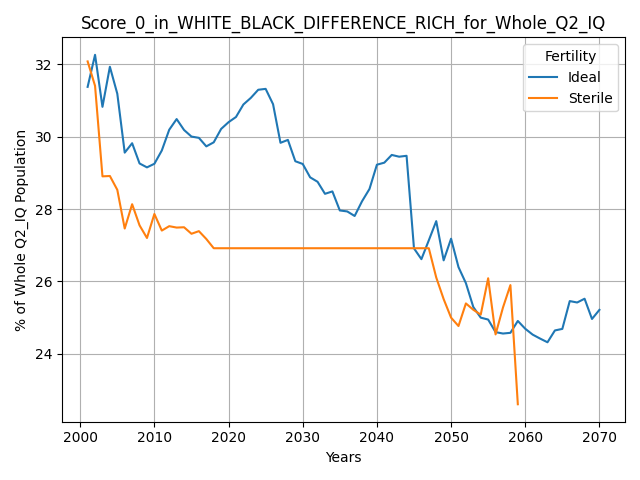 Score_0_in_WHITE_BLACK_DIFFERENCE_RICH_for_Whole_Q2_IQ
Fertility
Ideal
Sterile
% of Whole Q2_IQ Population
32
30
28
26
24
2000 2010 2020 2030 2040 2050 2060 2070
Years